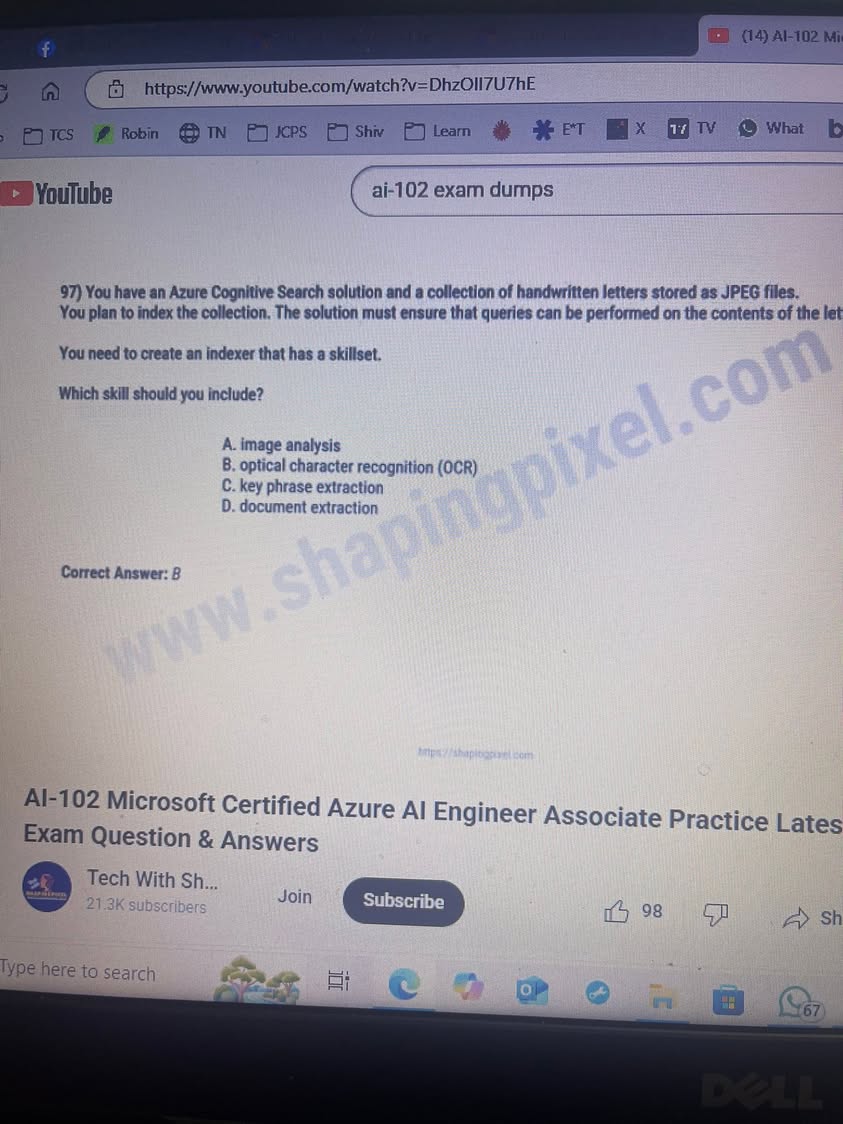 (14) AI-102 Mi
https://www.youtube.com/watch?v=DhzOlI7U7hE
TCS Robin TN JCPS Shiv Learn E*T X TV What
YouTube
ai-102 exam dumps
97) You have an Azure Cognitive Search solution and a collection of handwritten letters stored as JPEG files.
You plan to index the collection. The solution must ensure that queries can be performed on the contents of the let
You need to create an indexer that has a skillset.
Which skill should you include?
A. image analysis
B. optical character recognition (OCR)
C. key phrase extraction
D. document extraction
Correct Answer: B
www.shapingpixel.com
https://shapingpixel.com
AI-102 Microsoft Certified Azure AI Engineer Associate Practice Lates
Exam Question & Answers
Tech With Sh...
21.3K subscribers
Join
Subscribe
98
Sh
Type here to search
67
DELL